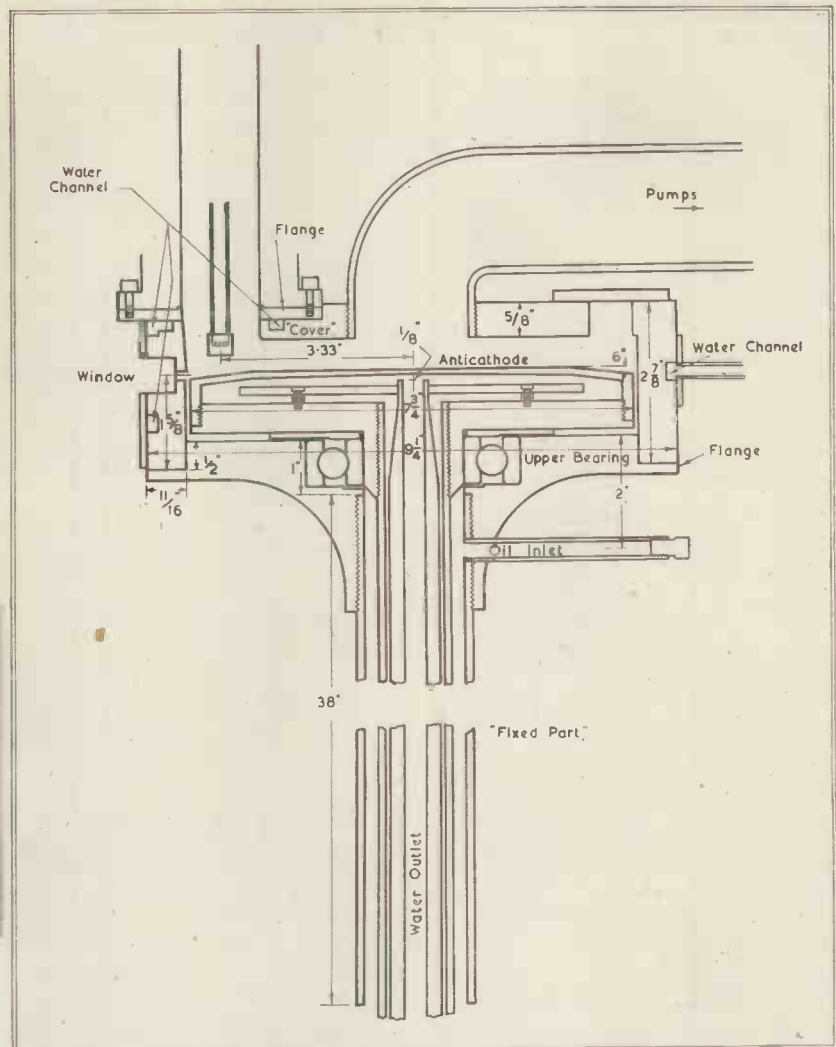 Water
Channel
Pumps
Flange
"Cover"
5/8"
1/8"
3·33"
Anticathode
6°
Water Channel
Window
2 7/8"
7 3/4"
1 5/8"
9 1/4"
1/2"
1"
Upper Bearing
Flange
11/16"
2"
Oil Inlet
38"
"Fixed Part"
Water Outlet